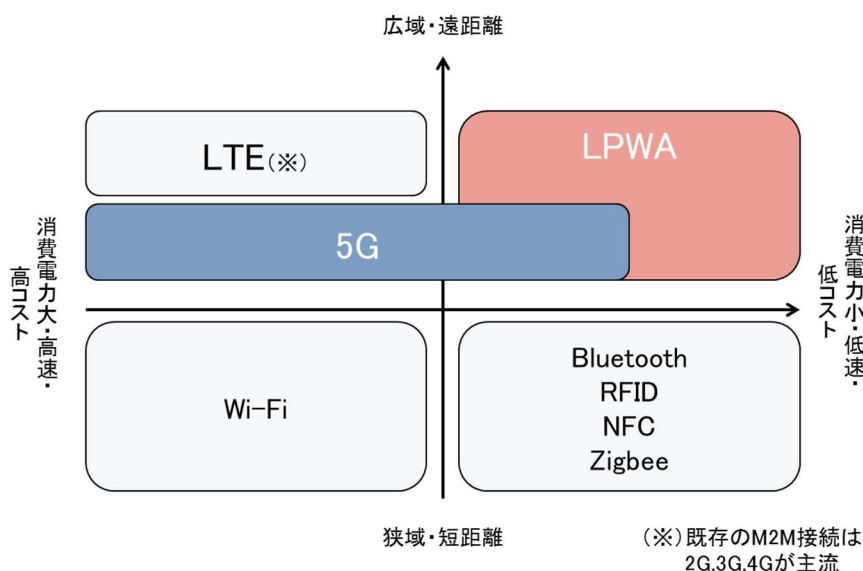 広域・遠距離
LTE(※)
LPWA
5G
消費電力大・高速・
高コスト
消費電力小・低速・
低コスト
Wi-Fi
Bluetooth
RFID
NFC
Zigbee
狭域・短距離
(※)既存のM2M接続は
2G,3G,4Gが主流